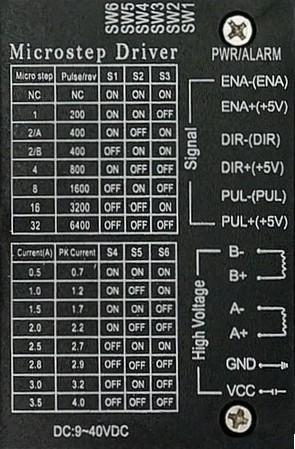 SW6
SW5
SW4
SW3
SW2
SW1
Microstep Driver
PWR/ALARM
Micro step Pulse/rev S1 S2 S3
NC NC ON ON ON
1 200 ON ON OFF
2/A 400 ON OFF ON
2/B 400 OFF ON ON
4 800 ON OFF OFF
8 1600 OFF ON OFF
16 3200 OFF OFF ON
32 6400 OFF OFF OFF
Signal
ENA-(ENA)
ENA+(+5V)
DIR-(DIR)
DIR+(+5V)
PUL-(PUL)
PUL+(+5V)
Current(A) PK Current S4 S5 S6
0.5 0.7 ON ON ON
1.0 1.2 ON OFF ON
1.5 1.7 ON ON OFF
2.0 2.2 ON OFF OFF
2.5 2.7 OFF ON ON
2.8 2.9 OFF OFF ON
3.0 3.2 OFF ON OFF
3.5 4.0 OFF OFF OFF
High Voltage
B-
B+
A-
A+
GND
VCC
DC:9~40VDC